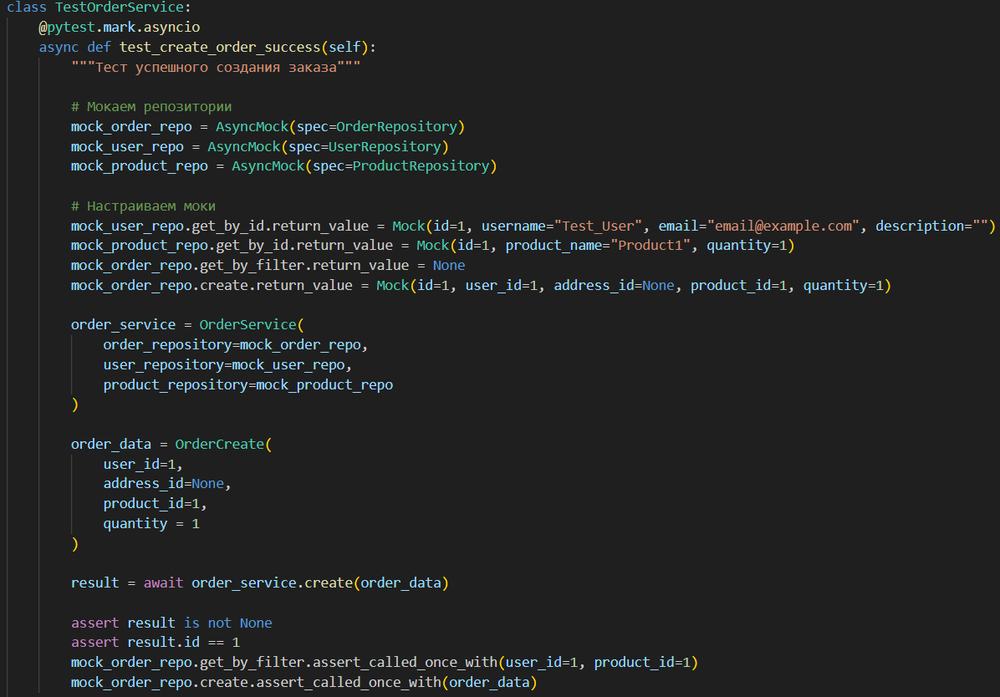 class TestOrderService:
    @pytest.mark.asyncio
    async def test_create_order_success(self):
        """Тест успешного создания заказа"""

        # Мокаем репозитории
        mock_order_repo = AsyncMock(spec=OrderRepository)
        mock_user_repo = AsyncMock(spec=UserRepository)
        mock_product_repo = AsyncMock(spec=ProductRepository)

        # Настраиваем моки
        mock_user_repo.get_by_id.return_value = Mock(id=1, username="Test_User", email="email@example.com", description="")
        mock_product_repo.get_by_id.return_value = Mock(id=1, product_name="Product1", quantity=1)
        mock_order_repo.get_by_filter.return_value = None
        mock_order_repo.create.return_value = Mock(id=1, user_id=1, address_id=None, product_id=1, quantity=1)

        order_service = OrderService(
            order_repository=mock_order_repo,
            user_repository=mock_user_repo,
            product_repository=mock_product_repo
        )

        order_data = OrderCreate(
            user_id=1,
            address_id=None,
            product_id=1,
            quantity = 1
        )

        result = await order_service.create(order_data)

        assert result is not None
        assert result.id == 1
        mock_order_repo.get_by_filter.assert_called_once_with(user_id=1, product_id=1)
        mock_order_repo.create.assert_called_once_with(order_data)